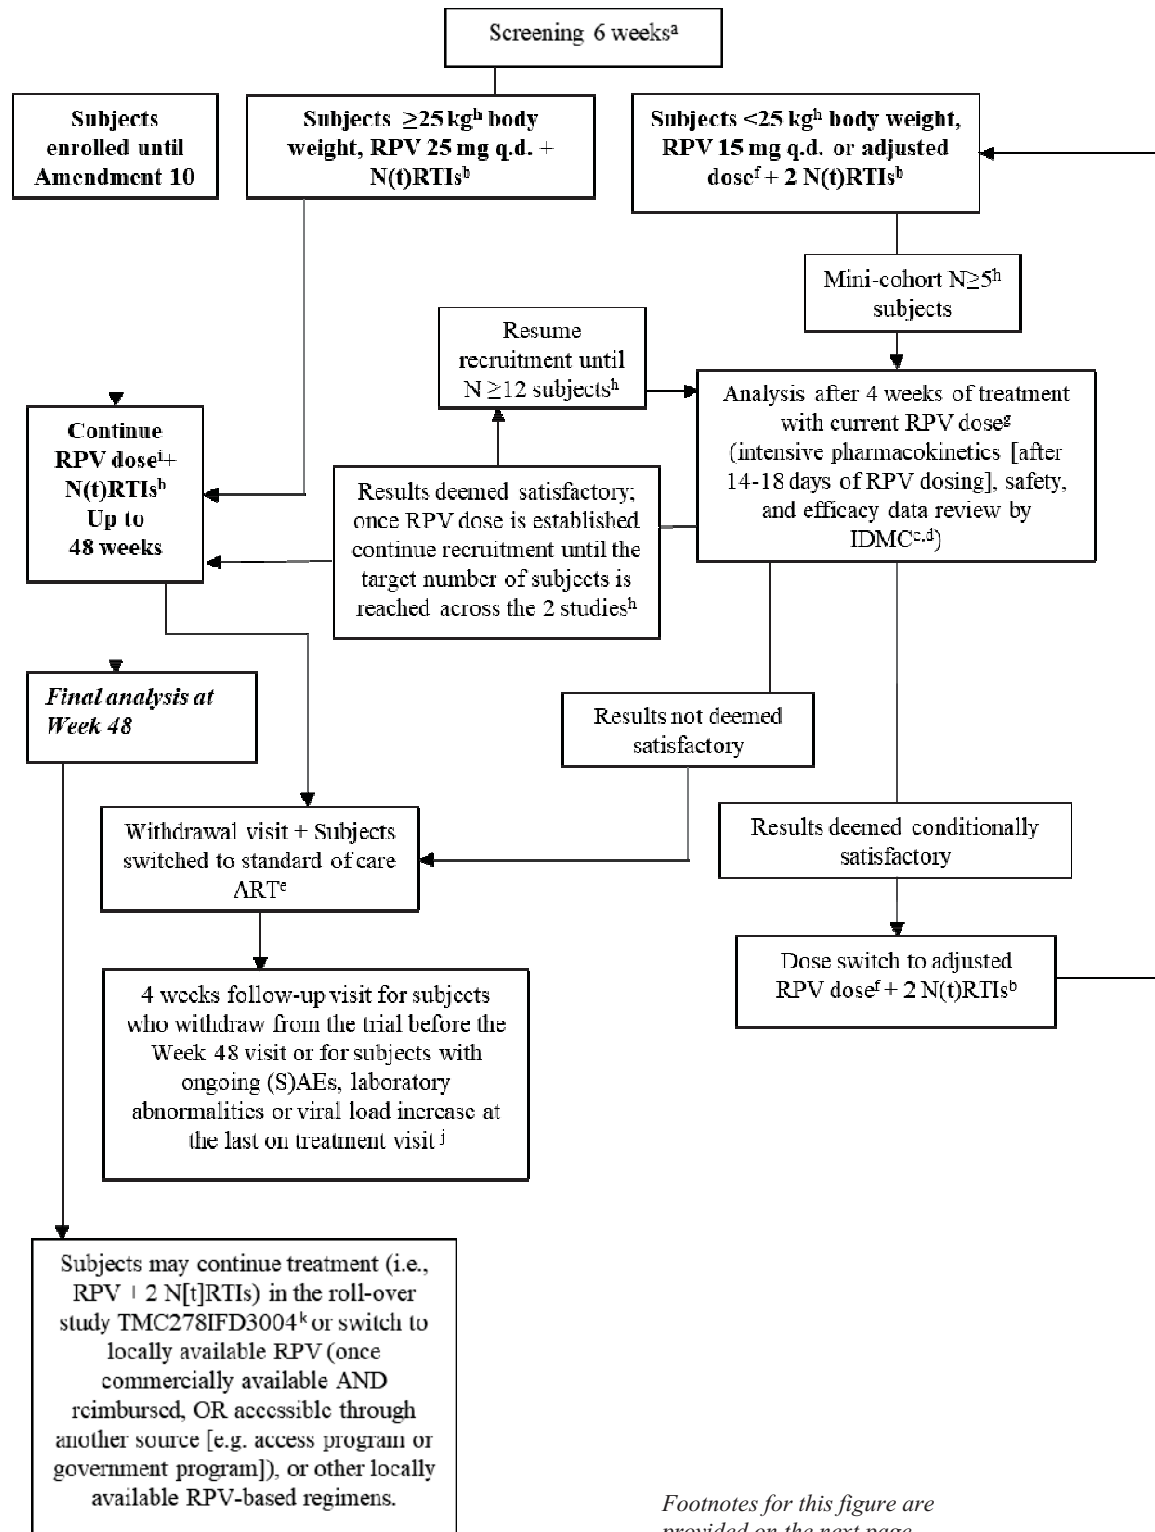 Screening 6 weeksᵃ
Subjects
enrolled until
Amendment 10
Subjects ≥25 kgʰ body
weight, RPV 25 mg q.d. +
N(t)RTIsᵇ
Subjects <25 kgʰ body weight,
RPV 15 mg q.d. or adjusted
doseᶠ + 2 N(t)RTIsᵇ
Mini-cohort N≥5ʰ
subjects
Resume
recruitment until
N ≥12 subjectsʰ
Analysis after 4 weeks of treatment
with current RPV doseᵍ
(intensive pharmacokinetics [after
14-18 days of RPV dosing], safety,
and efficacy data review by
IDMCᶜ,ᵈ)
Continue
RPV doseⁱ+
N(t)RTIsᵇ
Up to
48 weeks
Results deemed satisfactory;
once RPV dose is established
continue recruitment until the
target number of subjects is
reached across the 2 studiesʰ
Final analysis at
Week 48
Results not deemed
satisfactory
Withdrawal visit + Subjects
switched to standard of care
ARTᵉ
Results deemed conditionally
satisfactory
Dose switch to adjusted
RPV doseᶠ + 2 N(t)RTIsᵇ
4 weeks follow-up visit for subjects
who withdraw from the trial before the
Week 48 visit or for subjects with
ongoing (S)AEs, laboratory
abnormalities or viral load increase at
the last on treatment visit ʲ
Subjects may continue treatment (i.e.,
RPV + 2 N[t]RTIs) in the roll-over
study TMC278IFD3004ᵏ or switch to
locally available RPV (once
commercially available AND
reimbursed, OR accessible through
another source [e.g. access program or
government program]), or other locally
available RPV-based regimens.
Footnotes for this figure are
provided on the next page